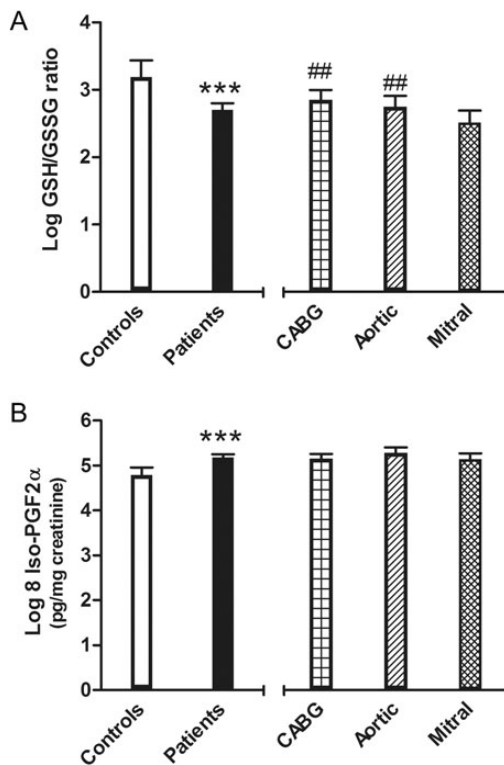 A
Log GSH/GSSG ratio
4
3
2
1
0
***
##
##
Controls
Patients
CABG
Aortic
Mitral
B
Log 8 Iso-PGF2α
(pg/mg creatinine)
6
5
4
3
2
1
0
***
Controls
Patients
CABG
Aortic
Mitral